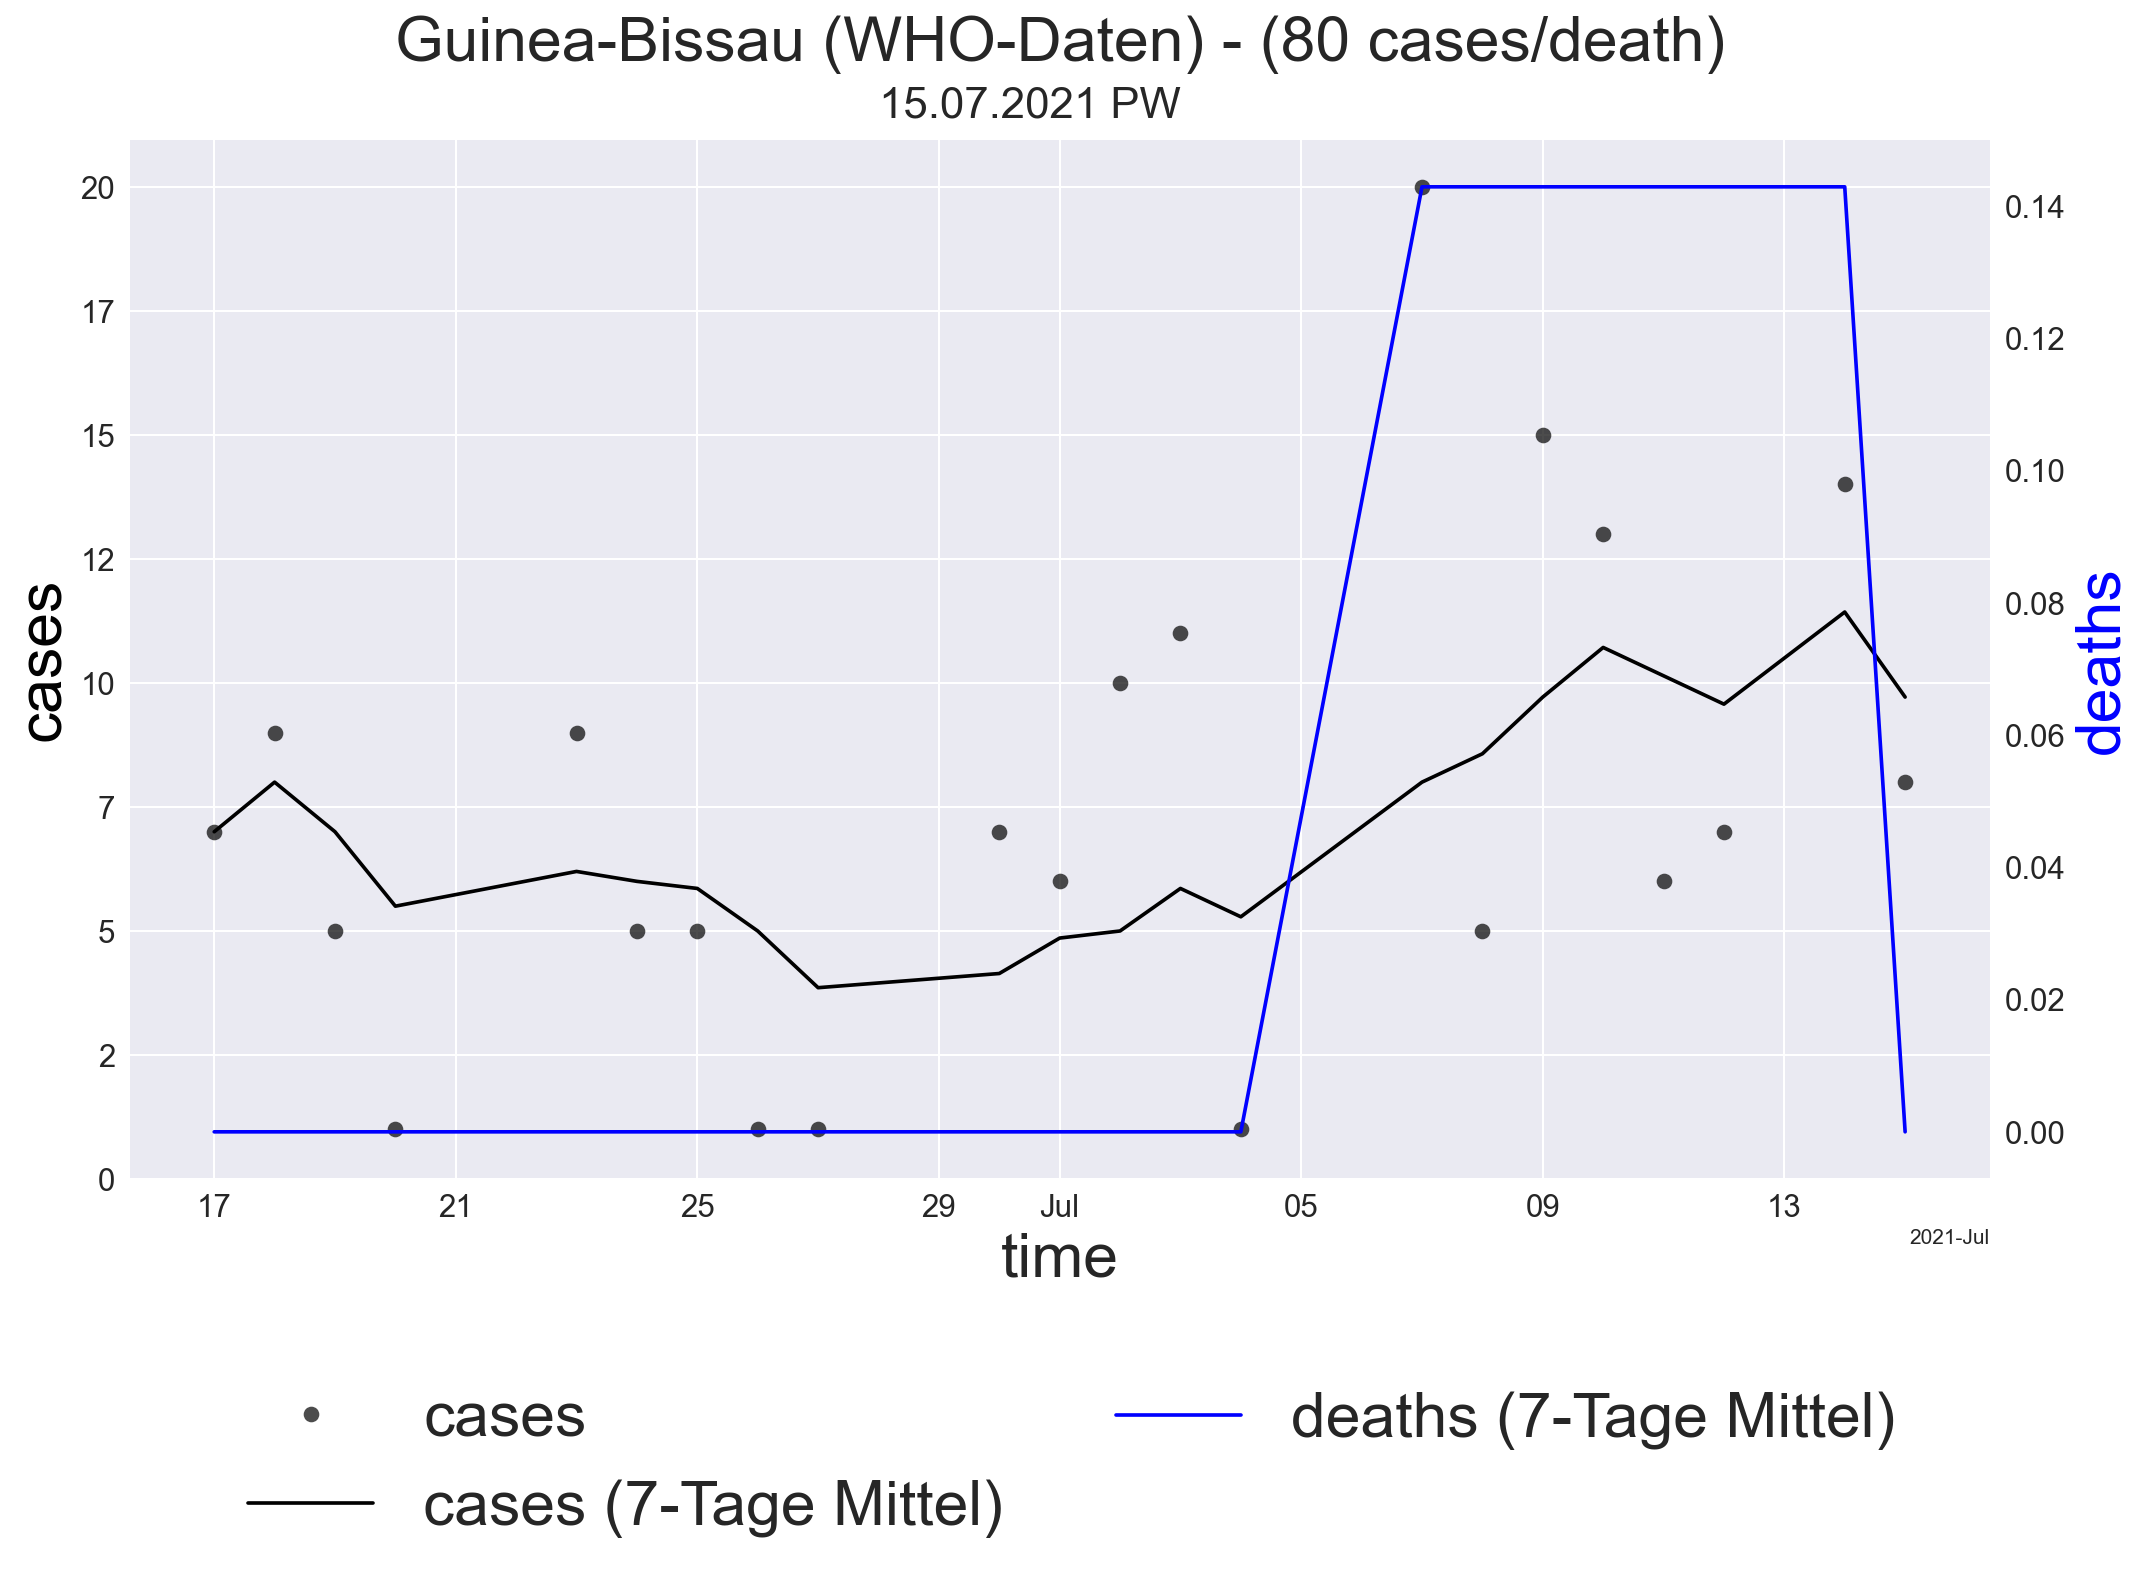 Guinea-Bissau (WHO-Daten) - (80 cases/death)
15.07.2021 PW
cases
20
17
15
12
10
7
5
2
0
0.14
0.12
0.10
0.08
0.06
0.04
0.02
0.00
deaths
17 21 25 29 Jul 05 09 13
2021-Jul
time
cases
cases (7-Tage Mittel)
deaths (7-Tage Mittel)